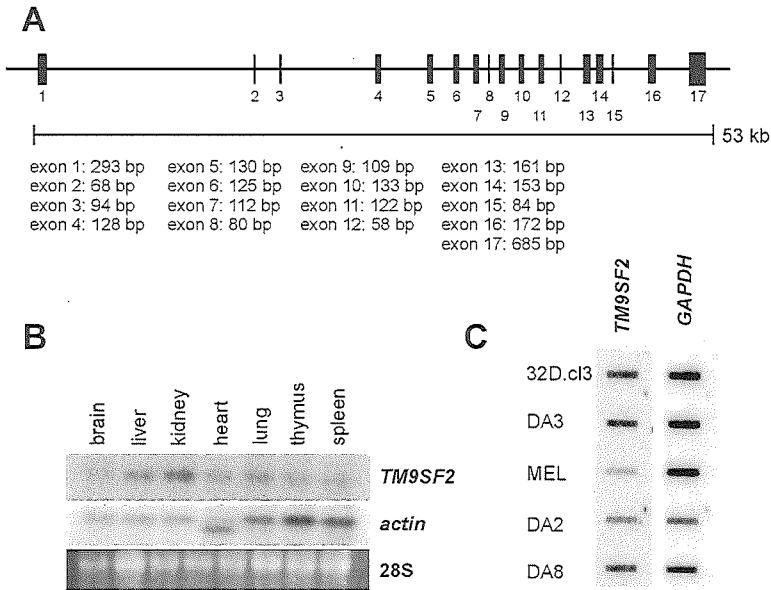 A
1 2 3 4 5 6 7 8 9 10 11 12 13 14 15 16 17
53 kb
exon 1: 293 bp
exon 2: 68 bp
exon 3: 94 bp
exon 4: 128 bp
exon 5: 130 bp
exon 6: 125 bp
exon 7: 112 bp
exon 8: 80 bp
exon 9: 109 bp
exon 10: 133 bp
exon 11: 122 bp
exon 12: 58 bp
exon 13: 161 bp
exon 14: 153 bp
exon 15: 84 bp
exon 16: 172 bp
exon 17: 685 bp
B
brain liver kidney heart lung thymus spleen
TM9SF2
actin
28S
C
TM9SF2 GAPDH
32D.cl3
DA3
MEL
DA2
DA8